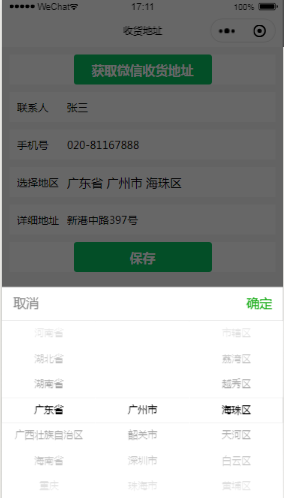 WeChat 17:11 100%
收货地址
获取微信收货地址
联系人 张三
手机号 020-81167888
选择地区 广东省 广州市 海珠区
详细地址 新港中路397号
保存
取消 确定
河南省 市辖区
湖北省 荔湾区
湖南省 越秀区
广东省 广州市 海珠区
广西壮族自治区 韶关市 天河区
海南省 深圳市 白云区
重庆 珠海市 黄埔区